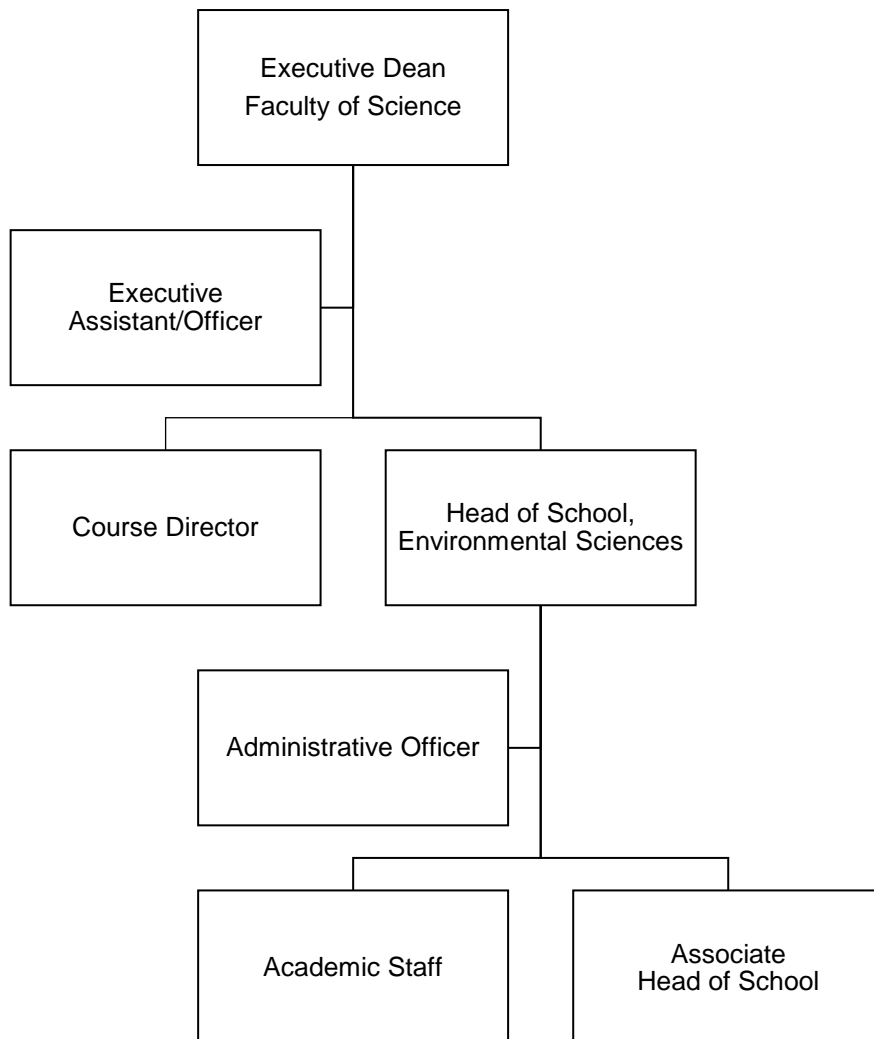 Executive Dean
Faculty of Science
Executive
Assistant/Officer
Course Director
Head of School,
Environmental Sciences
Administrative Officer
Academic Staff
Associate
Head of School